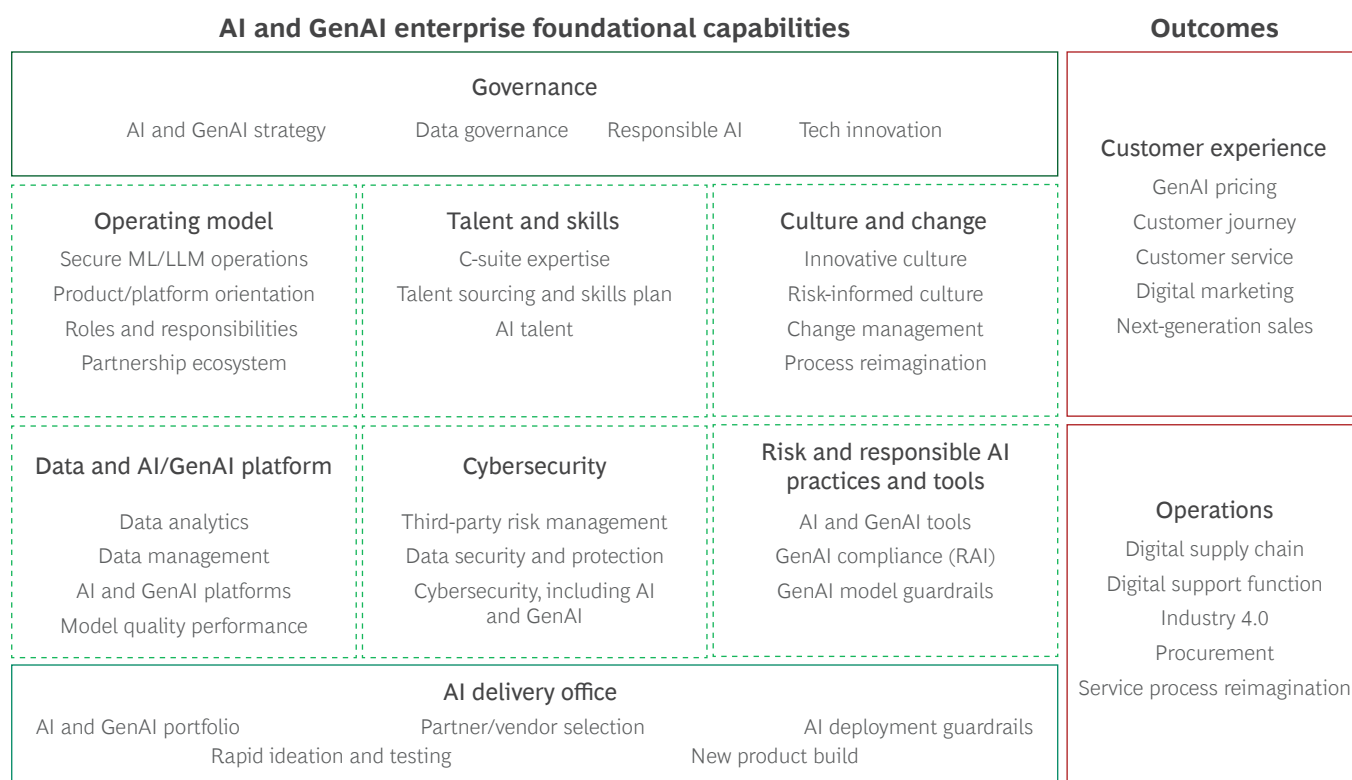 AI and GenAI enterprise foundational capabilities
Outcomes
Governance
AI and GenAI strategy
Data governance
Responsible AI
Tech innovation
Operating model
Secure ML/LLM operations
Product/platform orientation
Roles and responsibilities
Partnership ecosystem
Talent and skills
C-suite expertise
Talent sourcing and skills plan
AI talent
Culture and change
Innovative culture
Risk-informed culture
Change management
Process reimagination
Data and AI/GenAI platform
Data analytics
Data management
AI and GenAI platforms
Model quality performance
Cybersecurity
Third-party risk management
Data security and protection
Cybersecurity, including AI
and GenAI
Risk and responsible AI
practices and tools
AI and GenAI tools
GenAI compliance (RAI)
GenAI model guardrails
AI delivery office
AI and GenAI portfolio
Partner/vendor selection
AI deployment guardrails
Rapid ideation and testing
New product build
Customer experience
GenAI pricing
Customer journey
Customer service
Digital marketing
Next-generation sales
Operations
Digital supply chain
Digital support function
Industry 4.0
Procurement
Service process reimagination